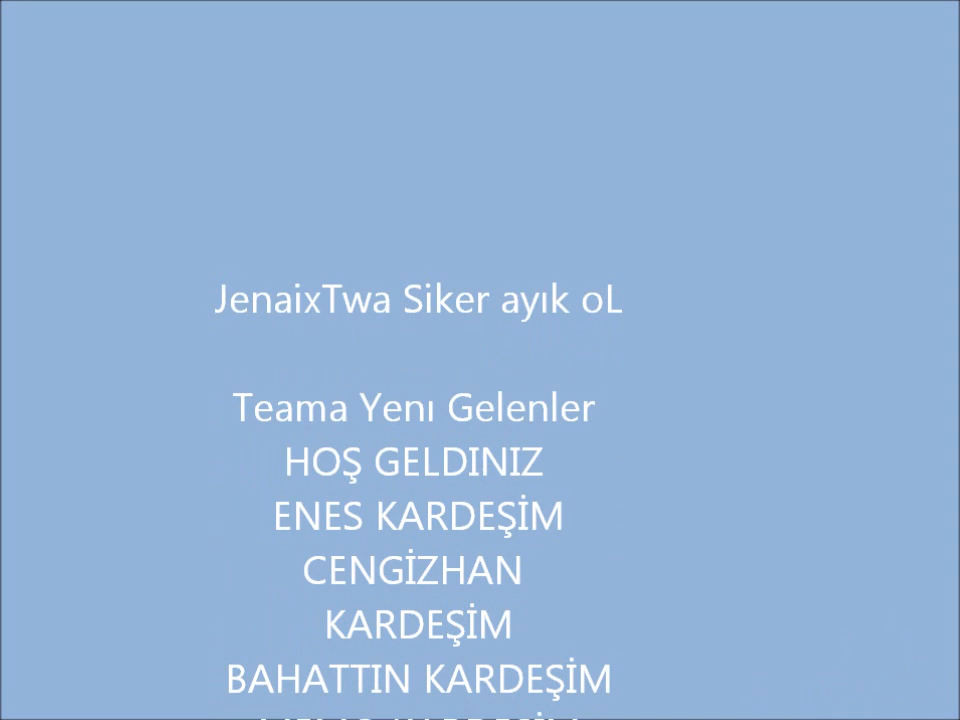 JenaixTwa Siker ayık oL
Teama Yenı Gelenler
HOŞ GELDINIZ
ENES KARDEŞİM
CENGİZHAN
KARDEŞİM
BAHATTIN KARDEŞİM